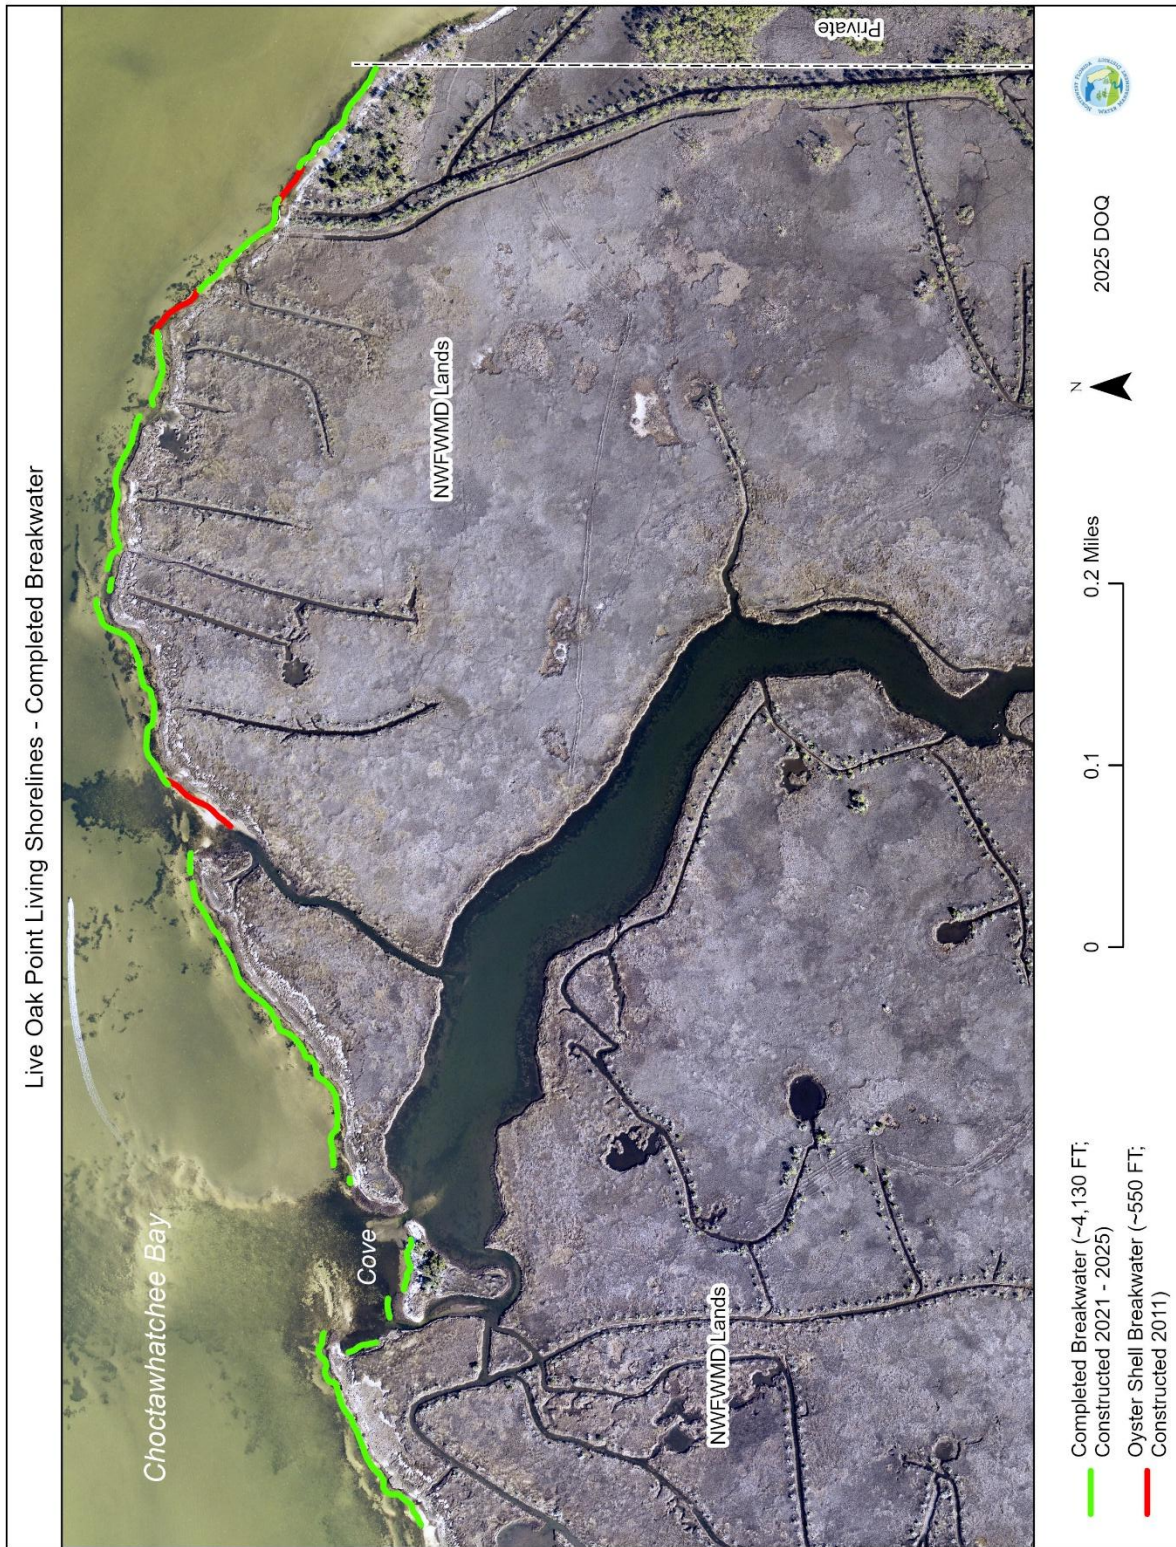 Live Oak Point Living Shorelines - Completed Breakwater
Choctawhatchee Bay
Cove
NWFWMD Lands
NWFWMD Lands
Private
Completed Breakwater (~4,130 FT;
Constructed 2021 - 2025)
Oyster Shell Breakwater (~550 FT;
Constructed 2011)
0
0.1
0.2 Miles
N
2025 DOQ